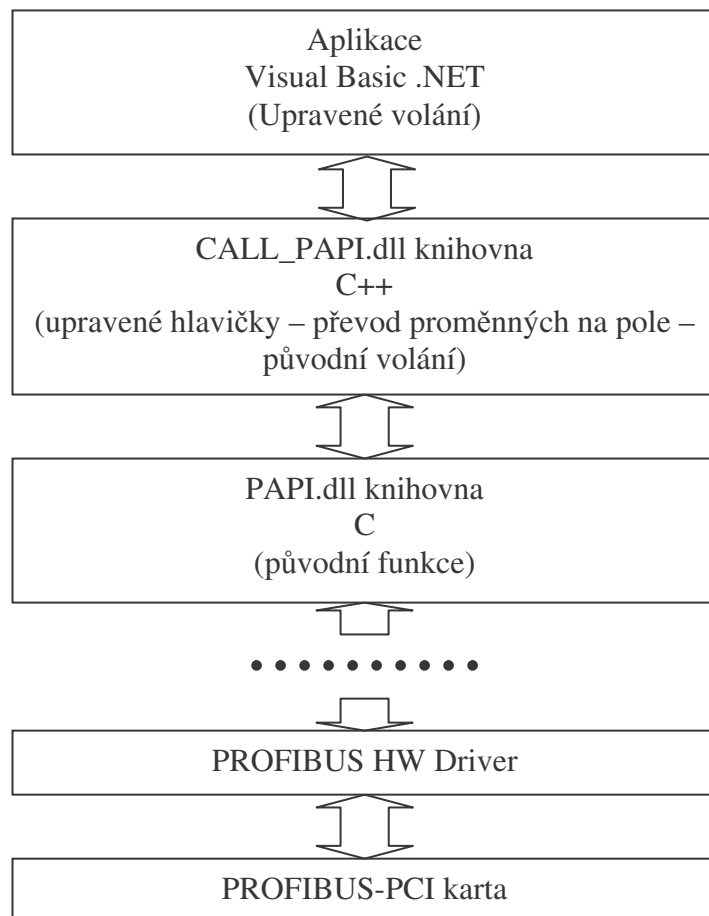 Aplikace
Visual Basic .NET
(Upravené volání)
CALL_PAPI.dll knihovna
C++
(upravené hlavičky – převod proměnných na pole –
původní volání)
PAPI.dll knihovna
C
(původní funkce)
PROFIBUS HW Driver
PROFIBUS-PCI karta